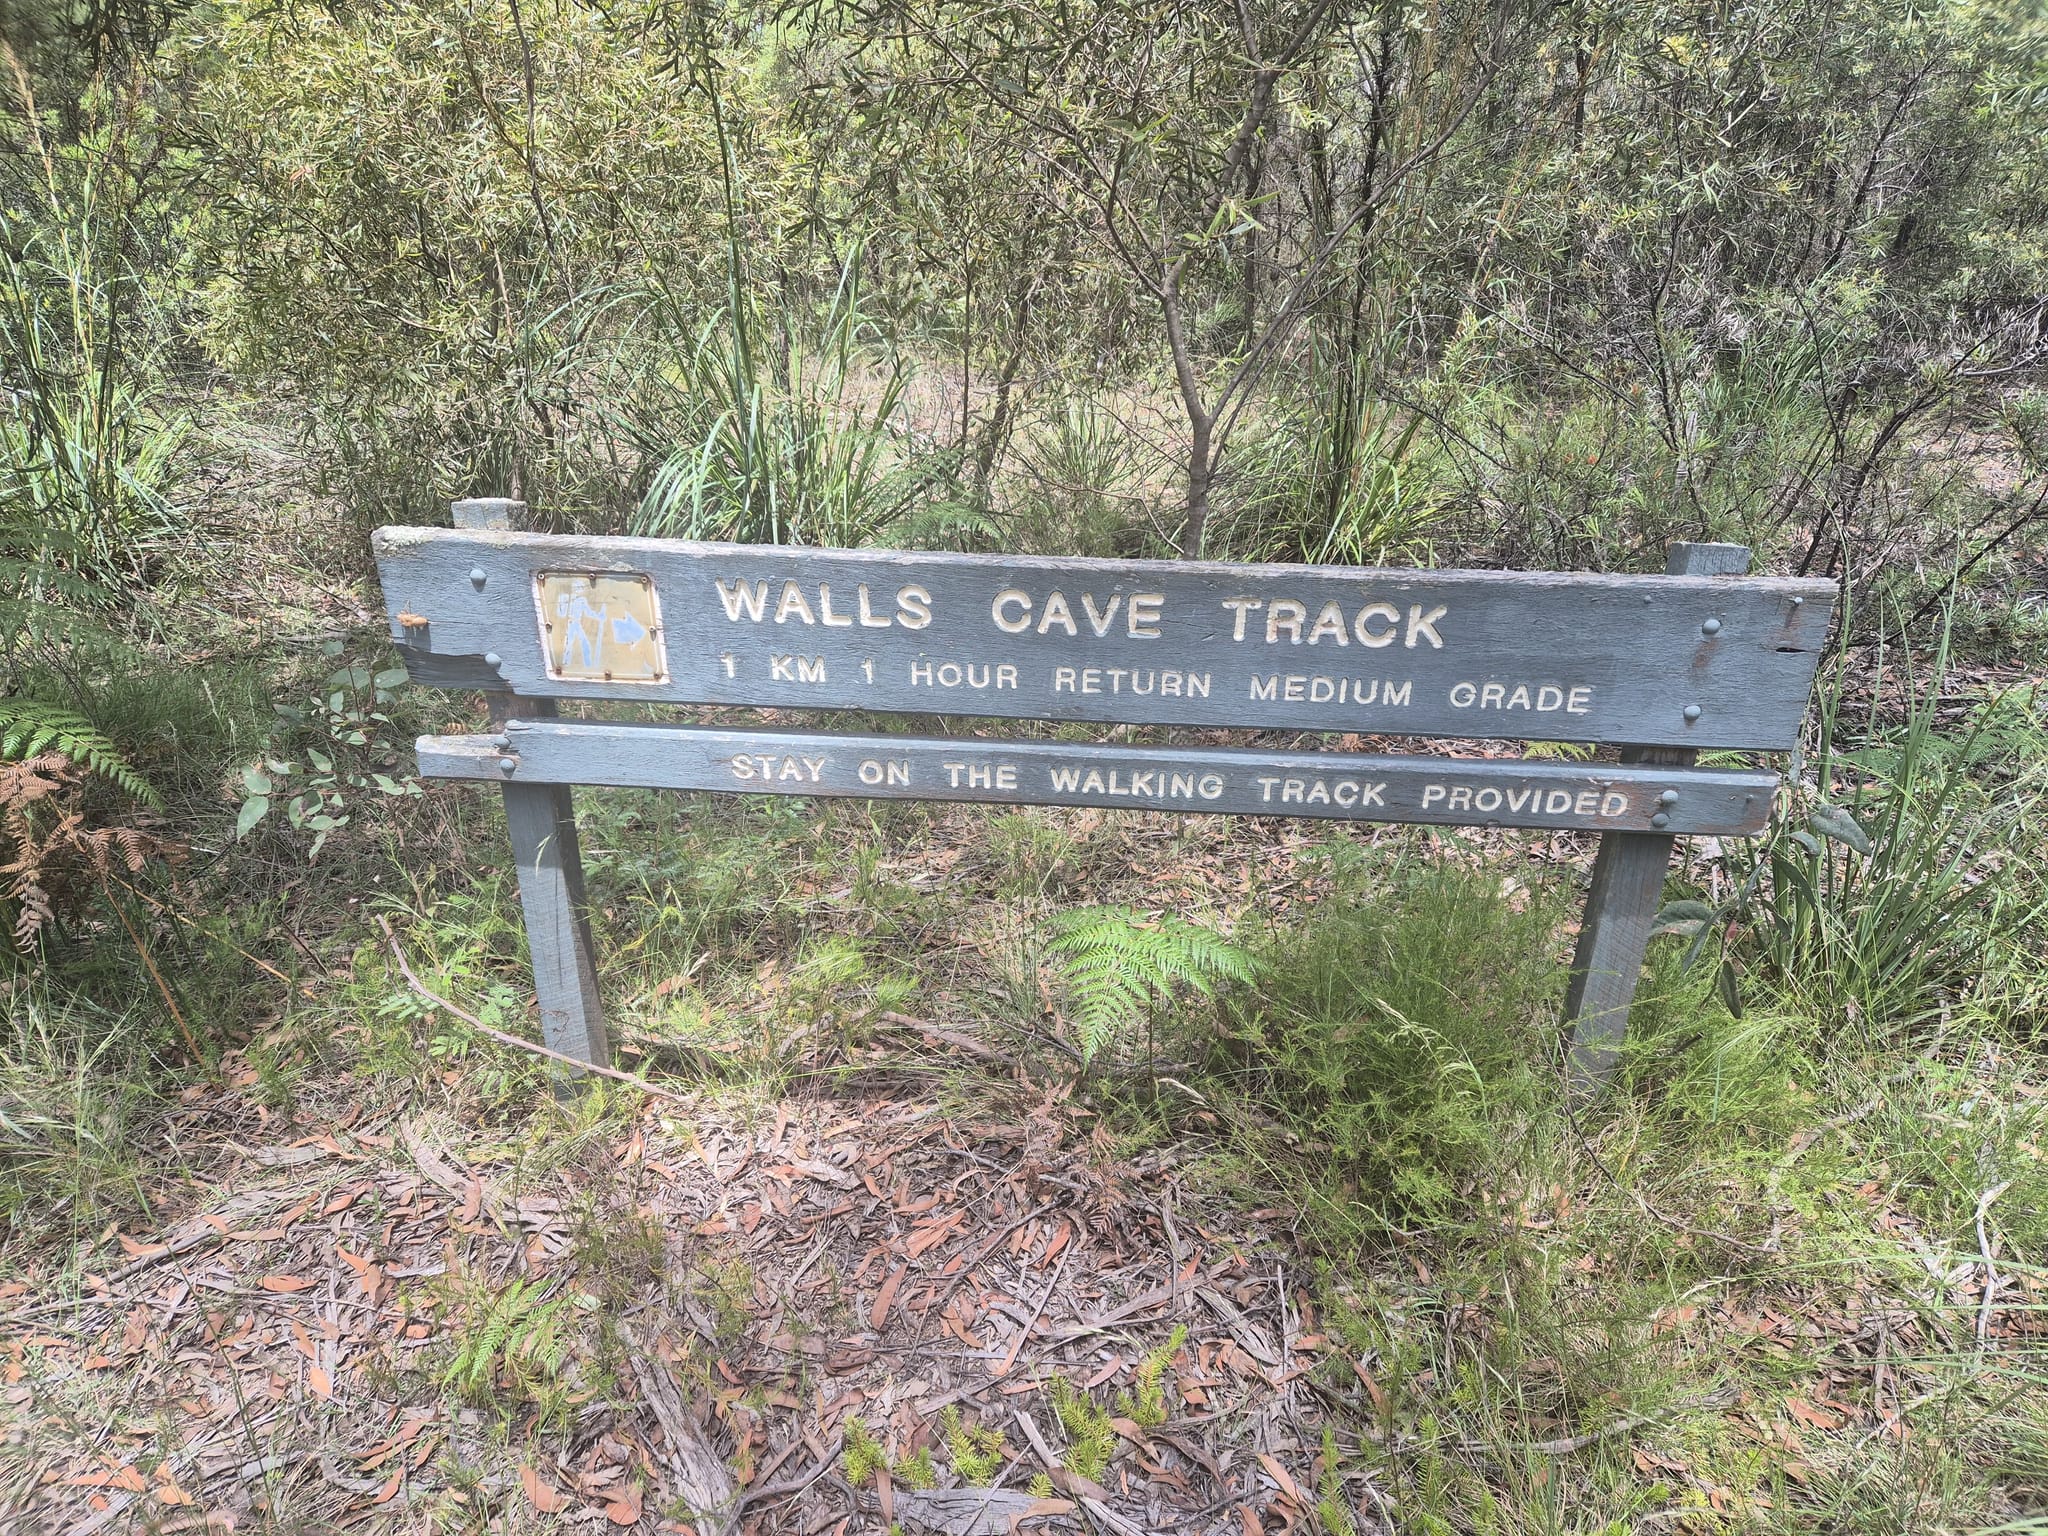 WALLS CAVE TRACK
1 KM 1 HOUR RETURN MEDIUM GRADE
STAY ON THE WALKING TRACK PROVIDED